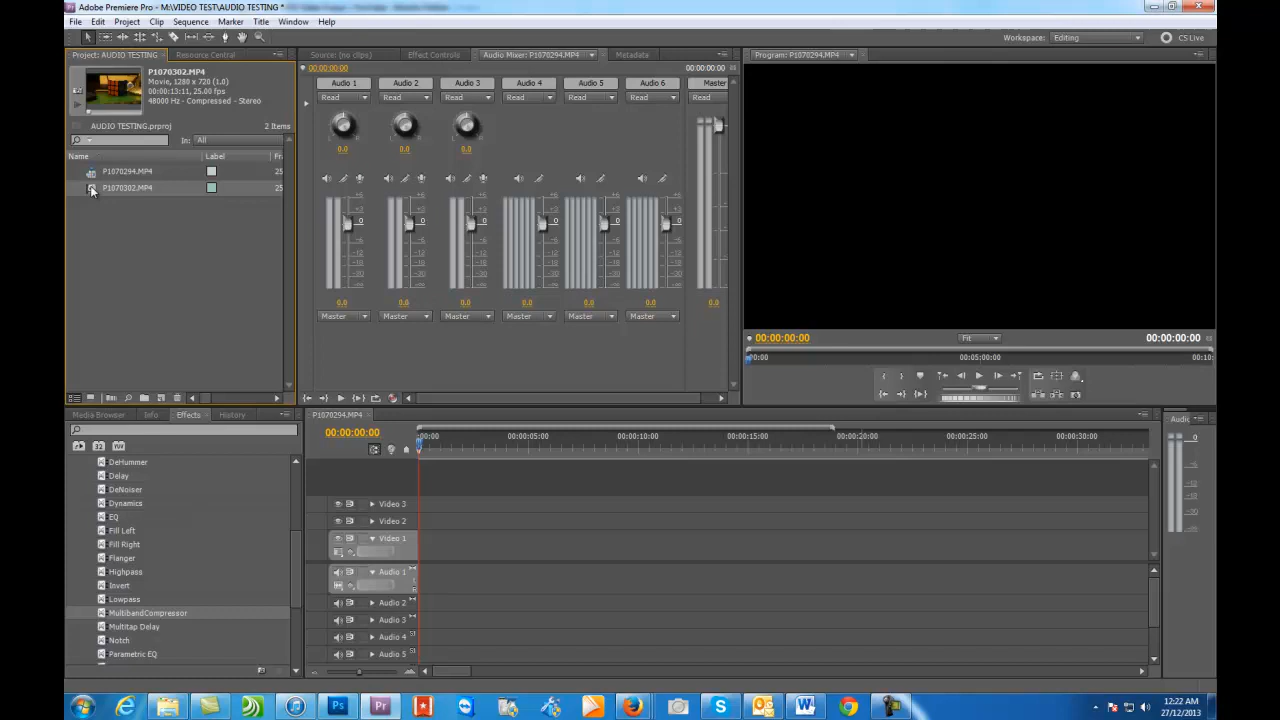 Adobe Premiere Pro - M:\VIDEO TEST\AUDIO TESTING *
File Edit Project Clip Sequence Marker Title Window Help
Workspace: Editing CS Live
Project: AUDIO TESTING Resource Central
P1070302.MP4
Movie, 1280 x 720 (1.0)
00:00:13:11, 25.00 fps
48000 Hz - Compressed - Stereo
AUDIO TESTING.prproj 2 Items
In: All
Name Label Fr
P1070294.MP4 25
P1070302.MP4 25
Source: (no clips) Effect Controls Audio Mixer: P1070294.MP4 Metadata
00:00:00:00 00:00:00:00
Audio 1 Audio 2 Audio 3 Audio 4 Audio 5 Audio 6 Master
Read Read Read Read Read Read Read
0.0 0.0 0.0
0.0 0.0 0.0 0.0 0.0 0.0 0.0
Master Master Master Master Master Master
Program: P1070294.MP4
00:00:00:00 Fit 00:00:00:00
00:00 00:05:00:00 00:10:
Media Browser Info Effects History
32 YUV
DeHummer
Delay
DeNoiser
Dynamics
EQ
Fill Left
Fill Right
Flanger
Highpass
Invert
Lowpass
MultibandCompressor
Multitap Delay
Notch
Parametric EQ
P1070294.MP4
00:00:00:00
00:00 00:00:05:00 00:00:10:00 00:00:15:00 00:00:20:00 00:00:25:00 00:00:30:00
Video 3
Video 2
Video 1
Audio 1
Audio 2
Audio 3
Audio 4
Audio 5
Audio
0
12:22 AM
27/12/2013